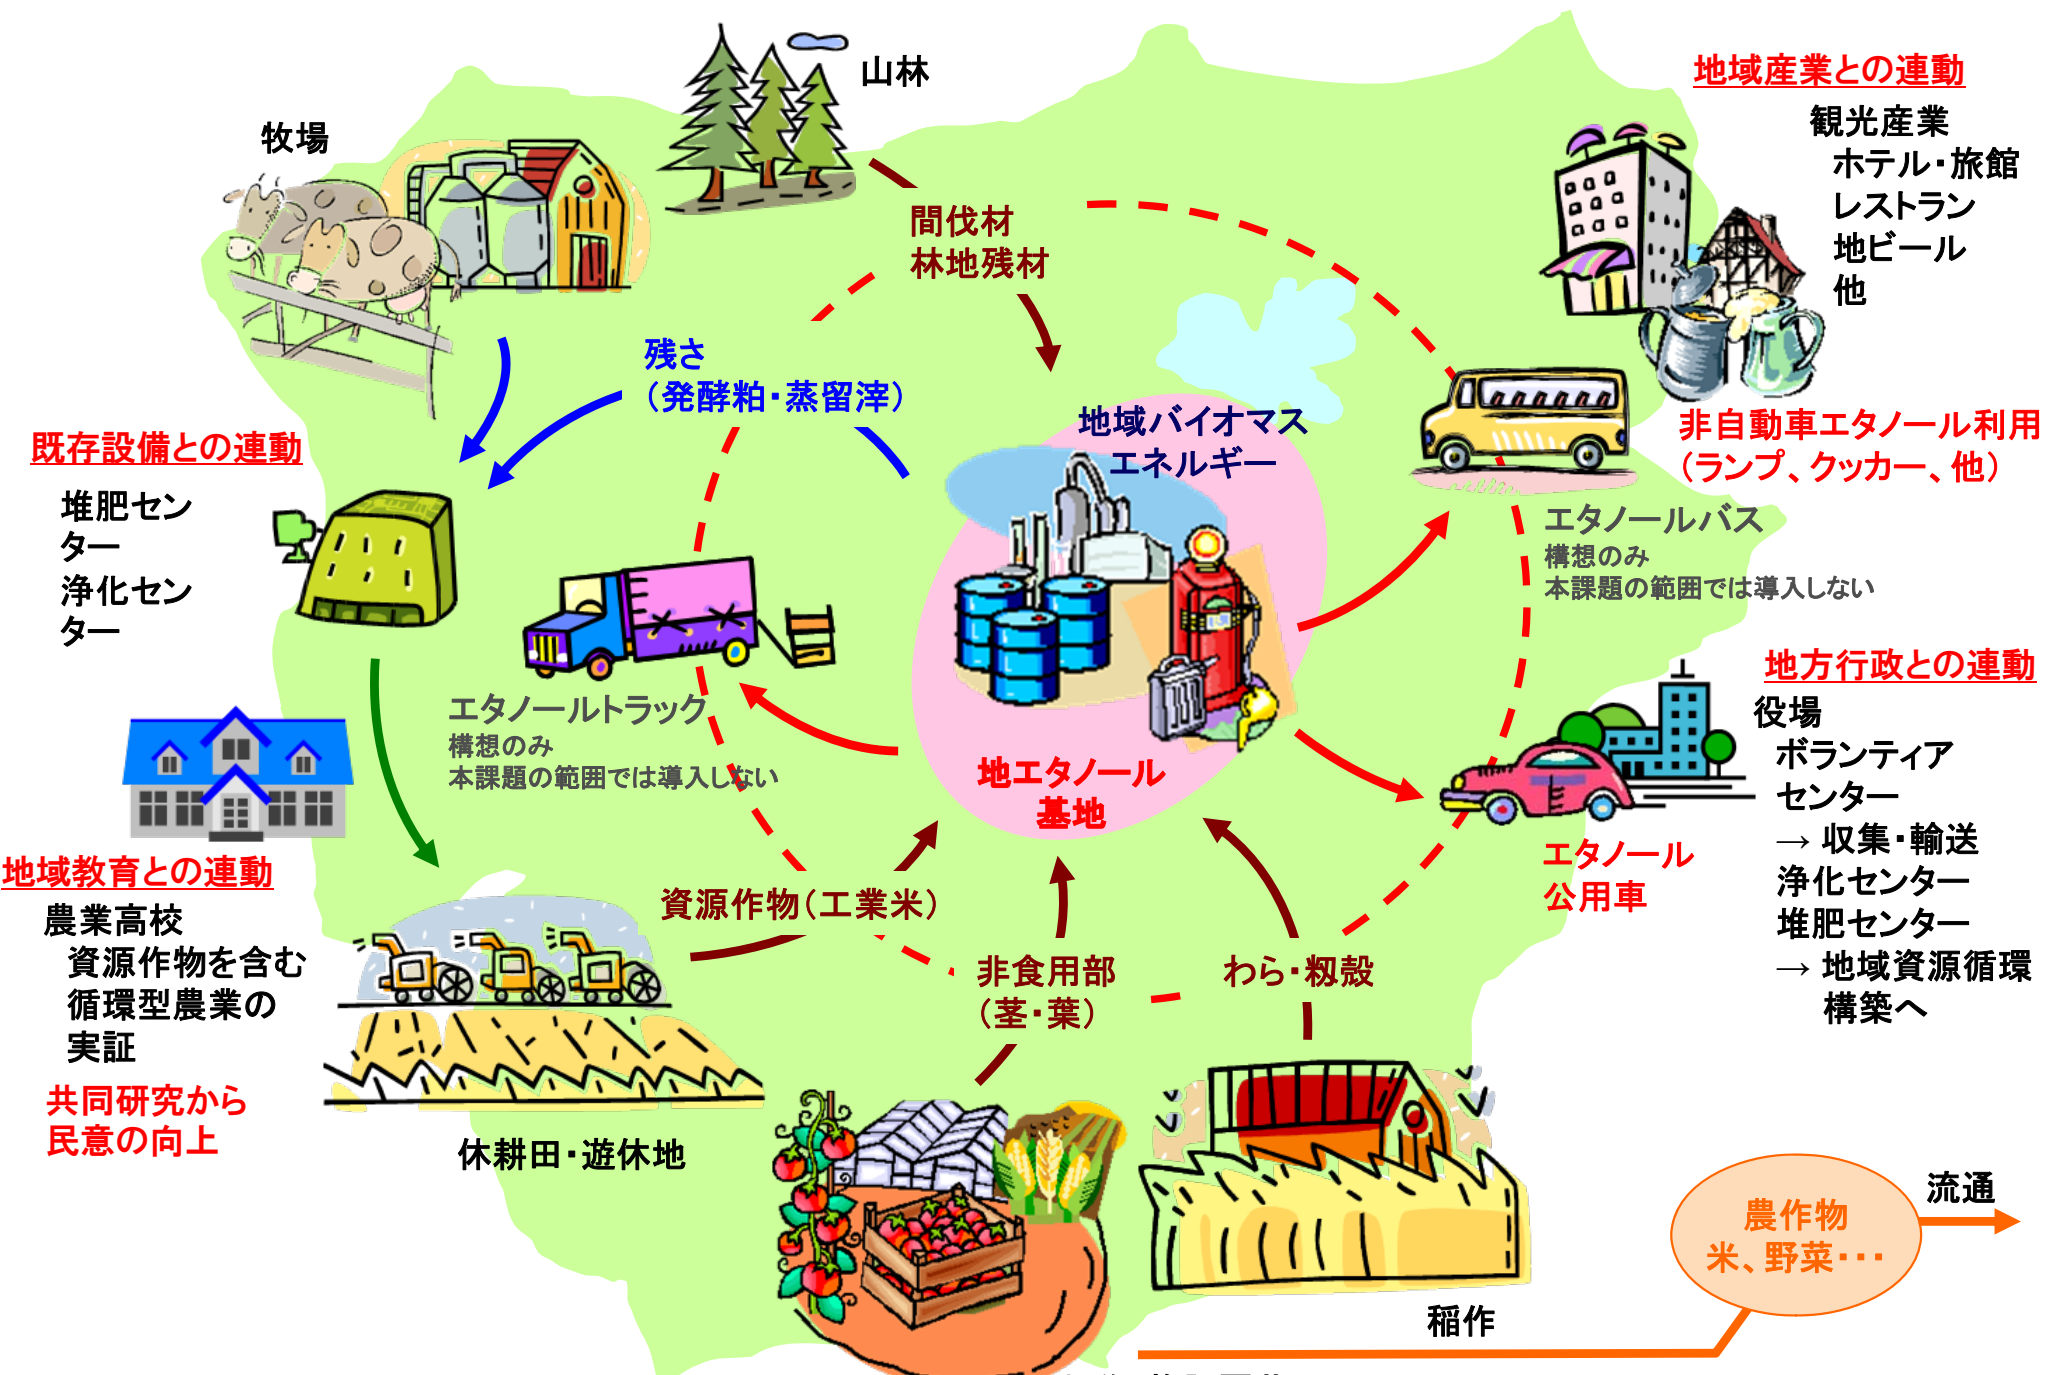 山林
牧場
間伐材
林地残材
地域産業との連動
観光産業
ホテル・旅館
レストラン
地ビール
他
残さ
（発酵粕・蒸留滓）
地域バイオマス
エネルギー
非自動車エタノール利用
（ランプ、クッカー、他）
既存設備との連動
堆肥セン
ター
浄化セン
ター
エタノールバス
構想のみ
本課題の範囲では導入しない
エタノールトラック
構想のみ
本課題の範囲では導入しない
地エタノール
基地
地方行政との連動
役場
ボランティア
センター
→ 収集・輸送
浄化センター
堆肥センター
→ 地域資源循環
構築へ
エタノール
公用車
地域教育との連動
農業高校
資源作物を含む
循環型農業の
実証
共同研究から
民意の向上
資源作物（工業米）
非食用部
（茎・葉）
わら・籾殻
休耕田・遊休地
稲作
農作物
米、野菜・・・
流通